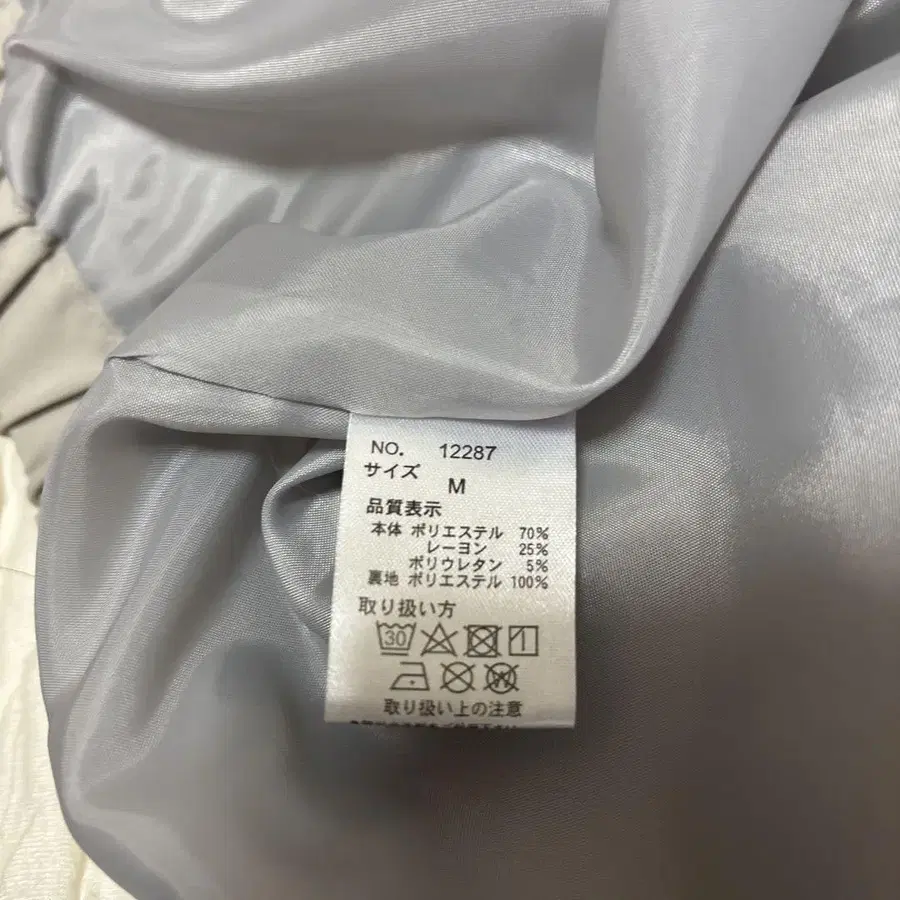 NO. 12287
サイズ
M
品質表示
本体 ポリエステル 70%
レーヨン 25%
ポリウレタン 5%
裏地 ポリエステル 100%
取り扱い方
30
取り扱い上の注意